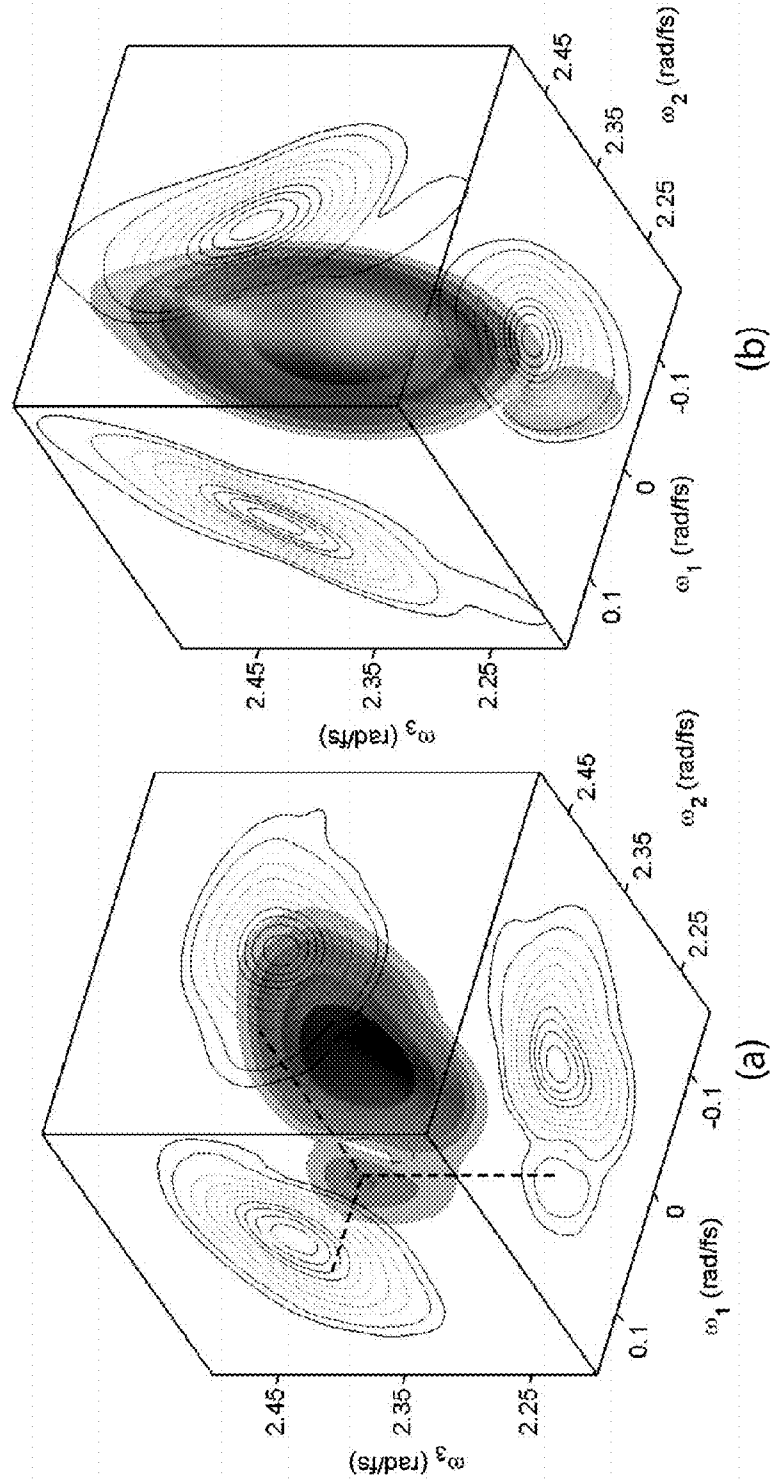 ω₃ (rad/fs)
2.45
2.35
2.25
0.1
0
-0.1
ω₁ (rad/fs)
2.25
2.35
2.45
ω₂ (rad/fs)
(a)
ω₃ (rad/fs)
2.45
2.35
2.25
0.1
0
-0.1
ω₁ (rad/fs)
2.25
2.35
2.45
ω₂ (rad/fs)
(b)